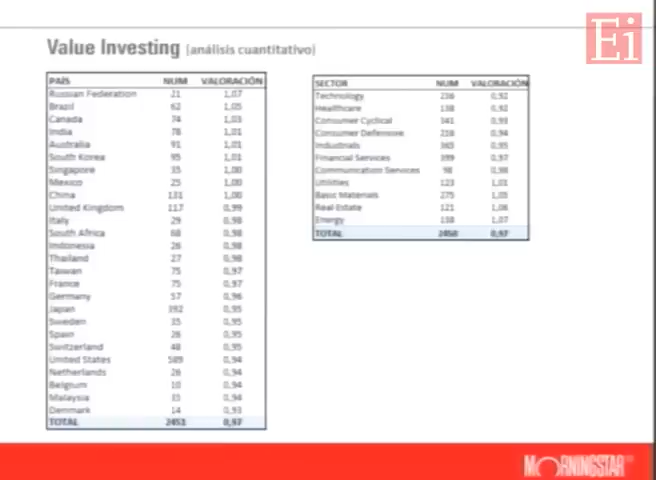 Ei
Value Investing (análisis cuantitativo)
PAÍS NUM VALORACIÓN
Russian Federation 21 1,07
Brazil 62 1,05
Canada 74 1,03
India 78 1,01
Australia 91 1,01
South Korea 95 1,01
Singapore 35 1,00
Mexico 25 1,00
China 131 1,00
United Kingdom 117 0,99
Italy 29 0,98
South Africa 68 0,98
Indonesia 26 0,98
Thailand 27 0,98
Taiwan 75 0,97
France 75 0,97
Germany 57 0,96
Japan 392 0,95
Sweden 35 0,95
Spain 26 0,95
Switzerland 48 0,95
United States 589 0,94
Netherlands 26 0,94
Belgium 10 0,94
Malaysia 0,94
Denmark 14 0,93
TOTAL 0,97
SECTOR NUM VALORACIÓN
Technology 236 0,92
Healthcare 138 0,92
Consumer Cyclical 341 0,93
Consumer Defensive 0,94
Industrials 0,95
Financial Services 399 0,97
Communication Services 98 0,98
Utilities 123 1,01
Basic Materials 275 1,05
Real Estate 121 1,06
Energy 138 1,07
TOTAL 0,97
MORNINGSTAR